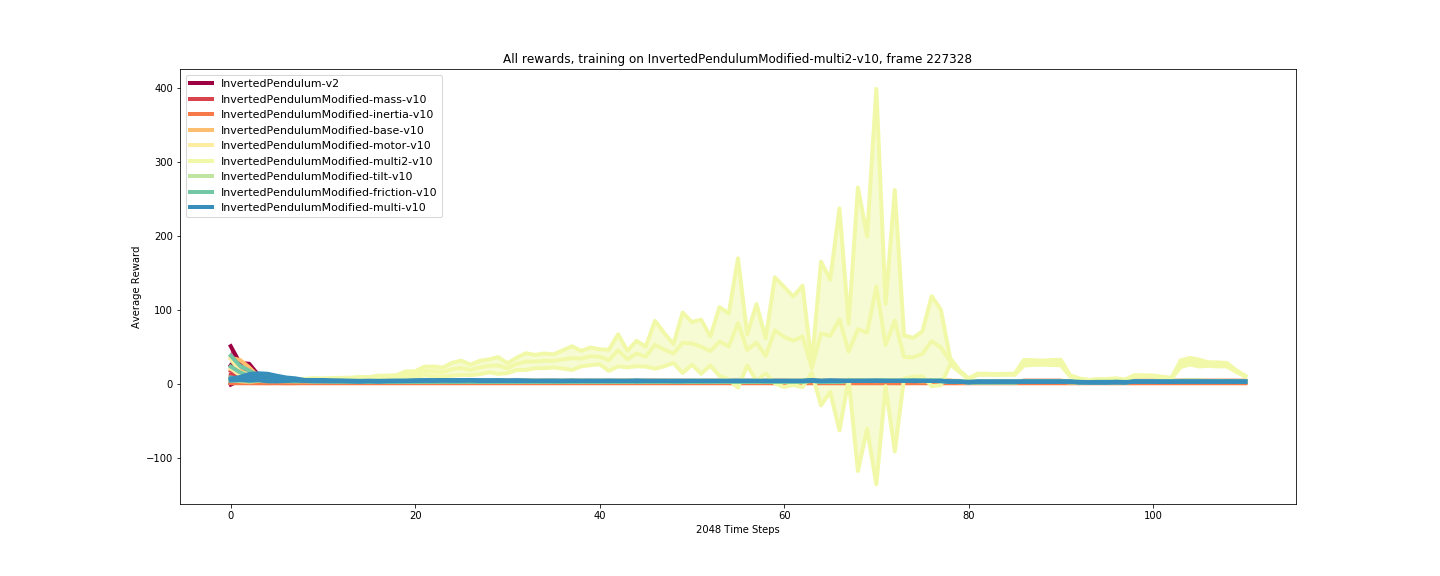 All rewards, training on InvertedPendulumModified-multi2-v10, frame 227328
InvertedPendulum-v2
InvertedPendulumModified-mass-v10
InvertedPendulumModified-inertia-v10
InvertedPendulumModified-base-v10
InvertedPendulumModified-motor-v10
InvertedPendulumModified-multi2-v10
InvertedPendulumModified-tilt-v10
InvertedPendulumModified-friction-v10
InvertedPendulumModified-multi-v10
400
300
200
100
0
−100
Average Reward
0 20 40 60 80 100
2048 Time Steps